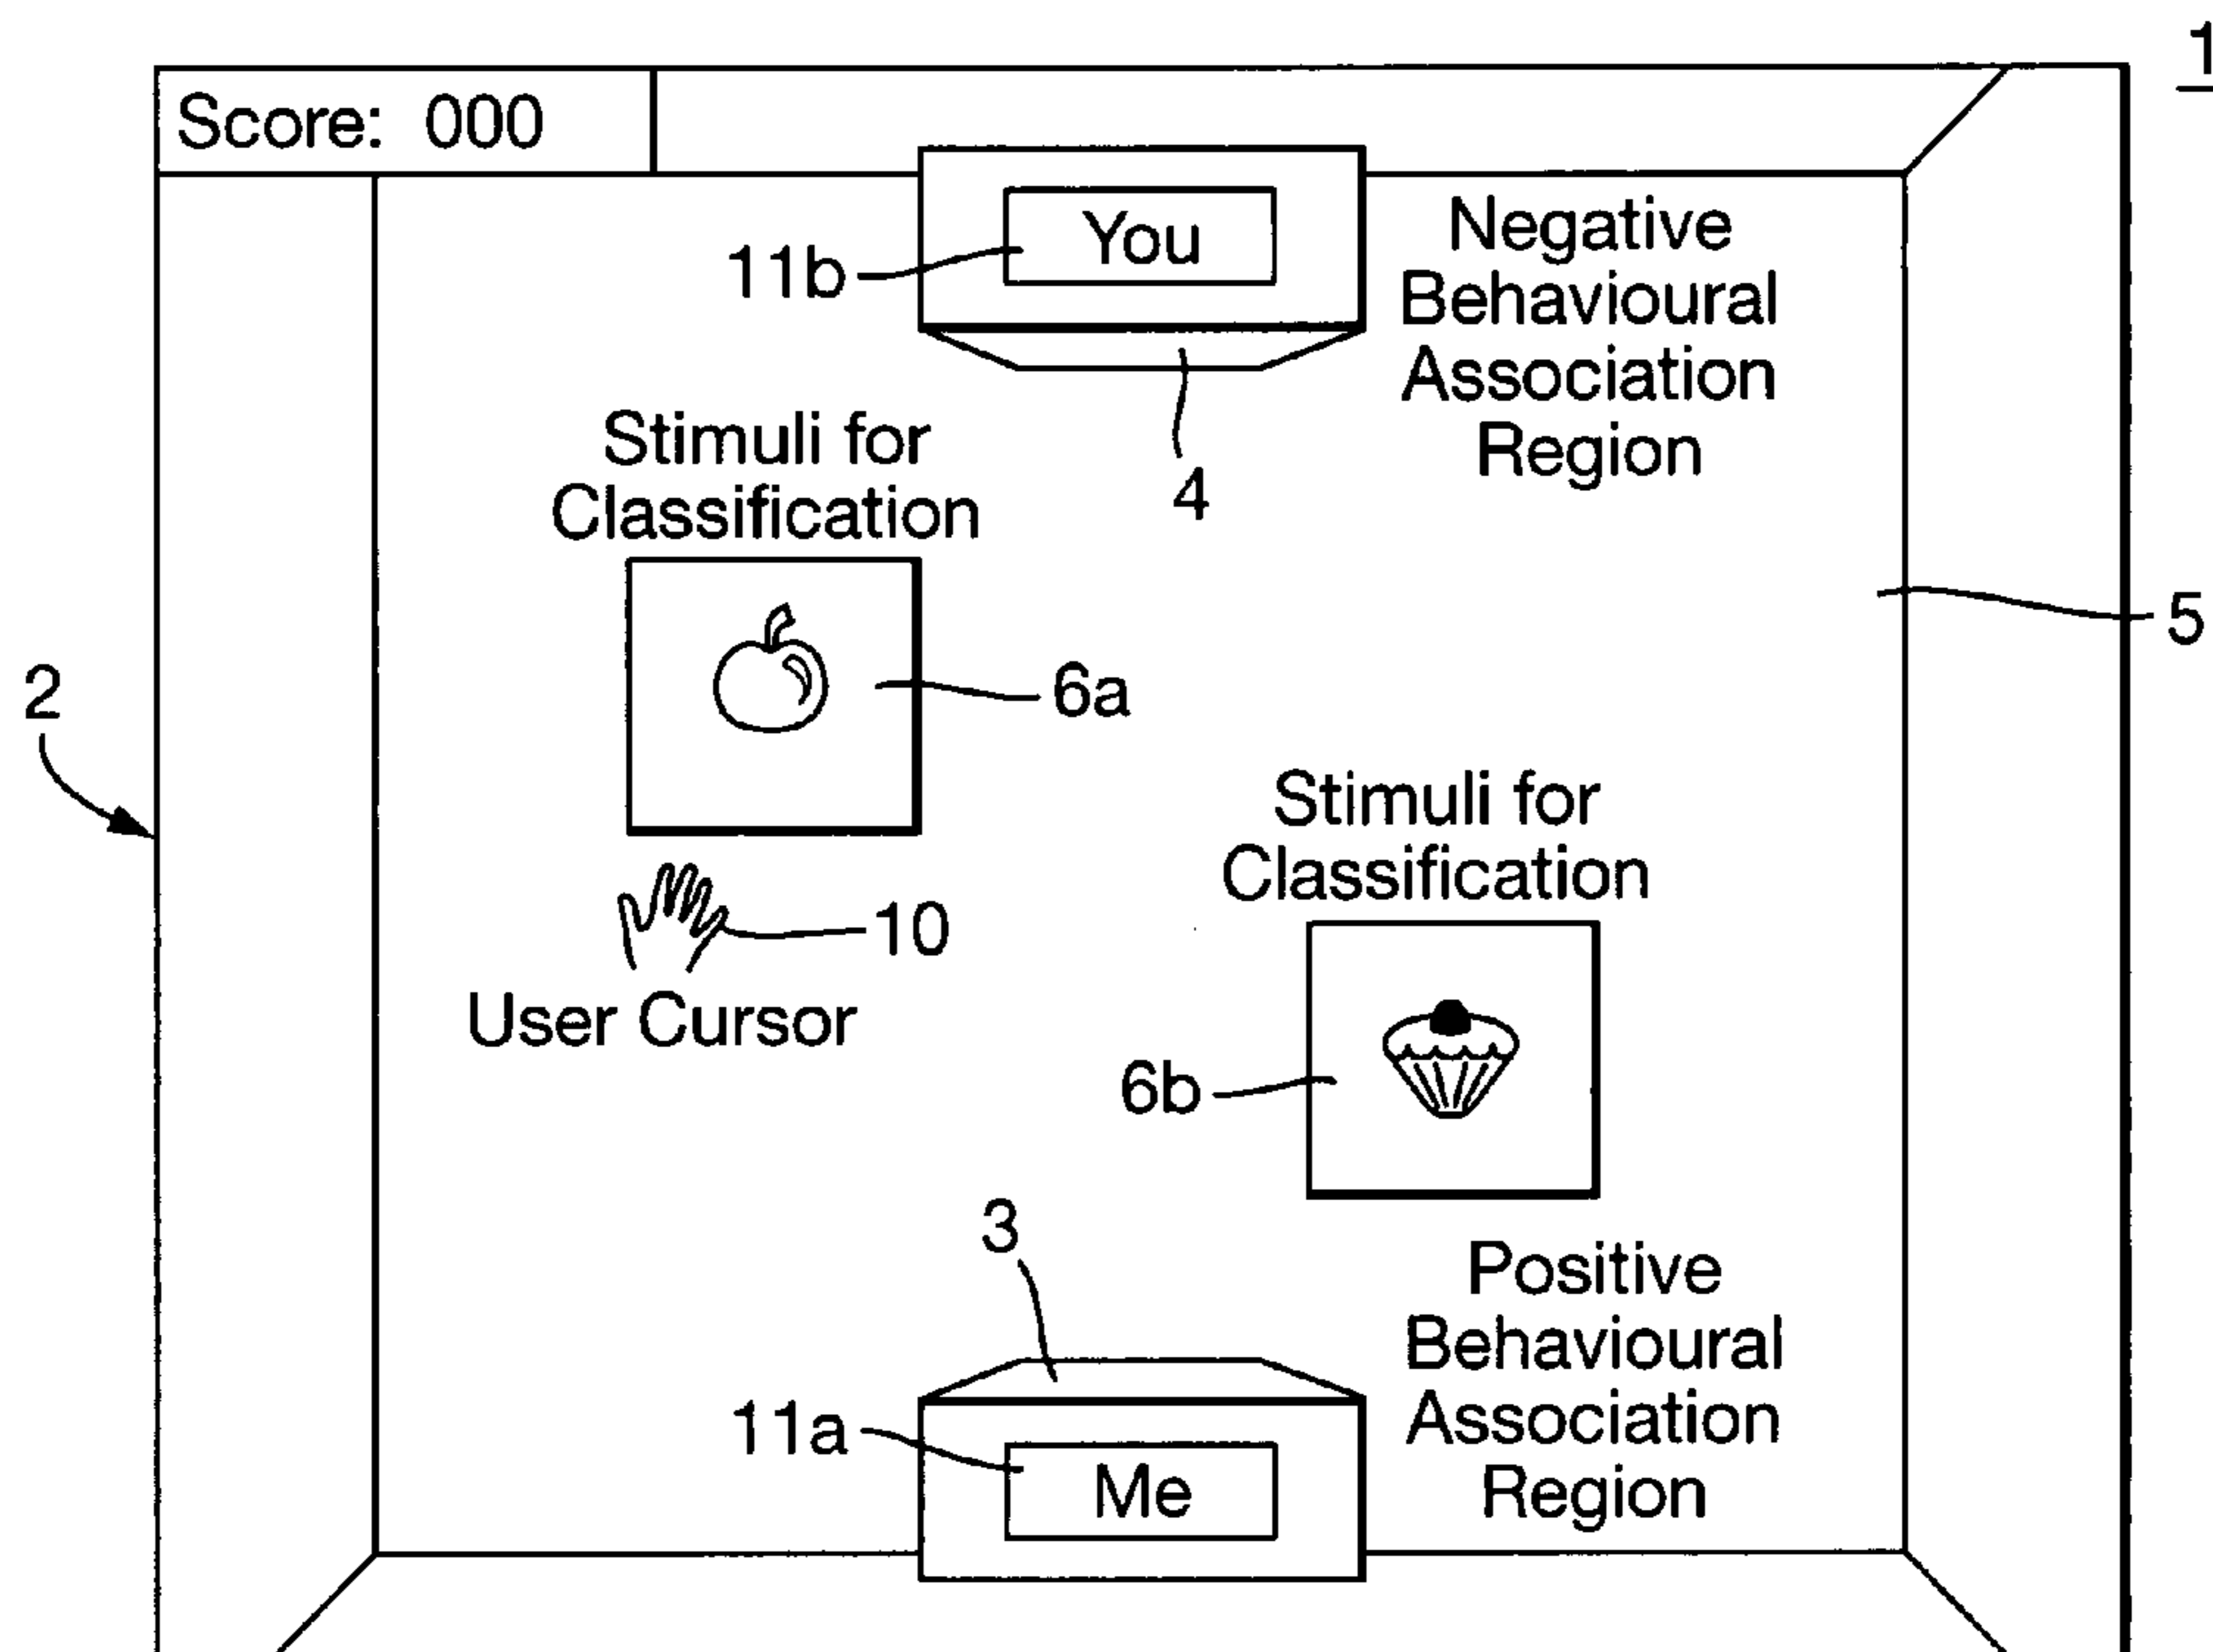 1
Score: 000
You
11b
Negative
Behavioural
Association
Region
4
Stimuli for
Classification
6a
5
2
Stimuli for
Classification
10
User Cursor
6b
3
Positive
Behavioural
Association
Region
11a
Me